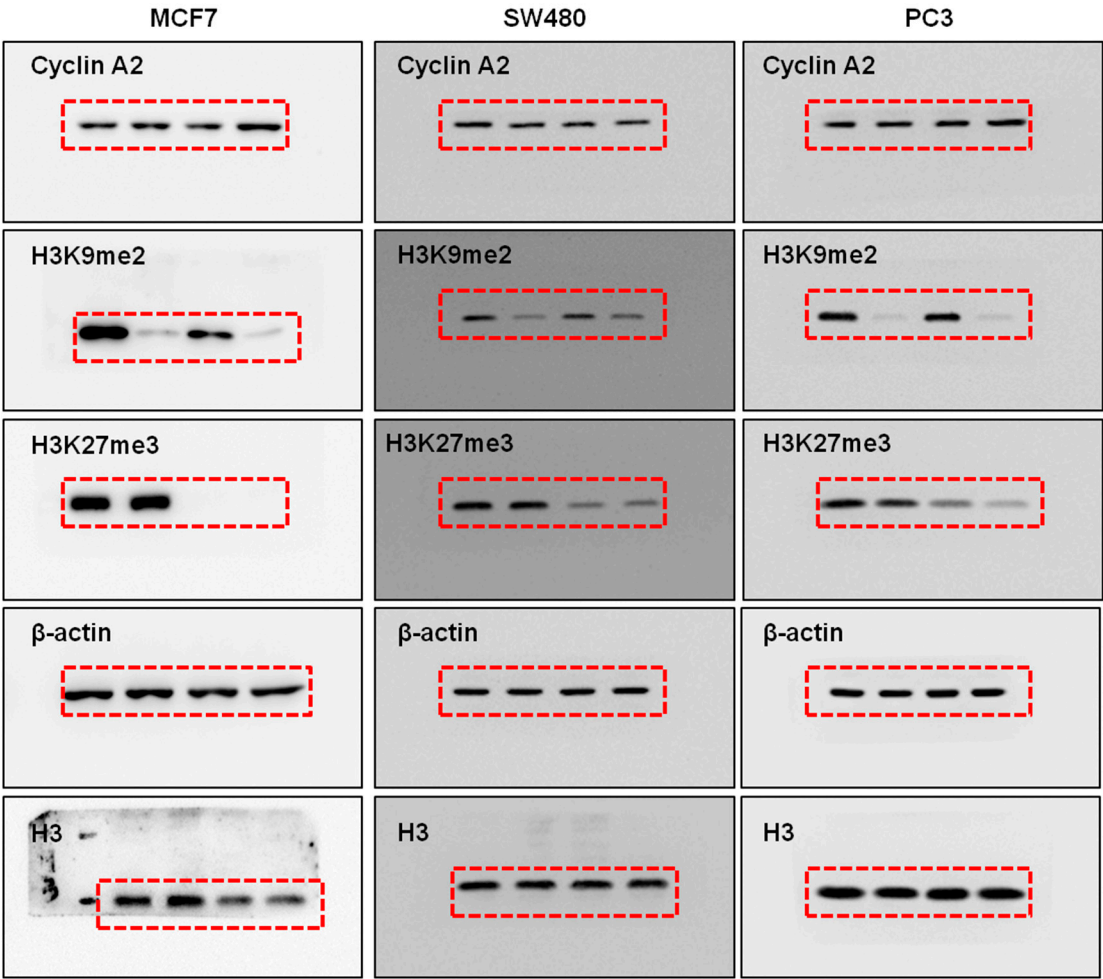 MCF7 SW480 PC3
Cyclin A2 Cyclin A2 Cyclin A2
H3K9me2 H3K9me2 H3K9me2
H3K27me3 H3K27me3 H3K27me3
β-actin β-actin β-actin
H3 H3 H3